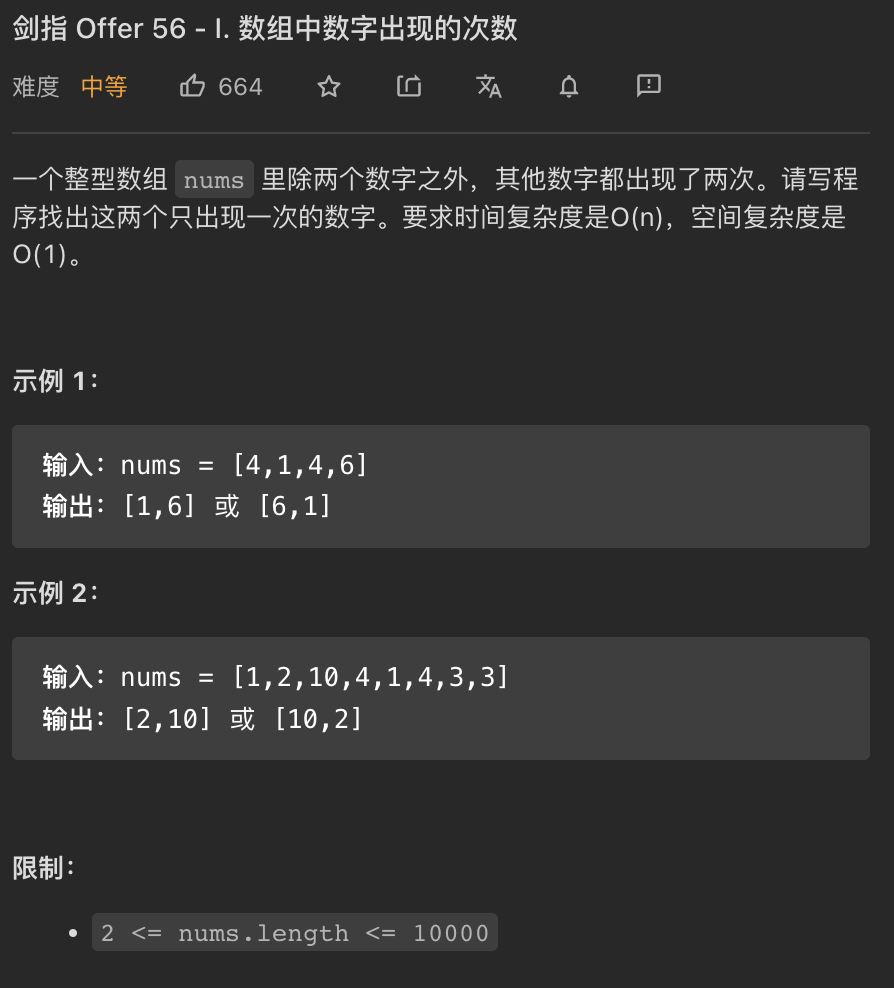 剑指 Offer 56 - I. 数组中数字出现的次数
难度 中等 664
一个整型数组 nums 里除两个数字之外，其他数字都出现了两次。请写程
序找出这两个只出现一次的数字。要求时间复杂度是O(n)，空间复杂度是
O(1)。
示例 1：
输入：nums = [4,1,4,6]
输出：[1,6] 或 [6,1]
示例 2：
输入：nums = [1,2,10,4,1,4,3,3]
输出：[2,10] 或 [10,2]
限制：
• 2 <= nums.length <= 10000